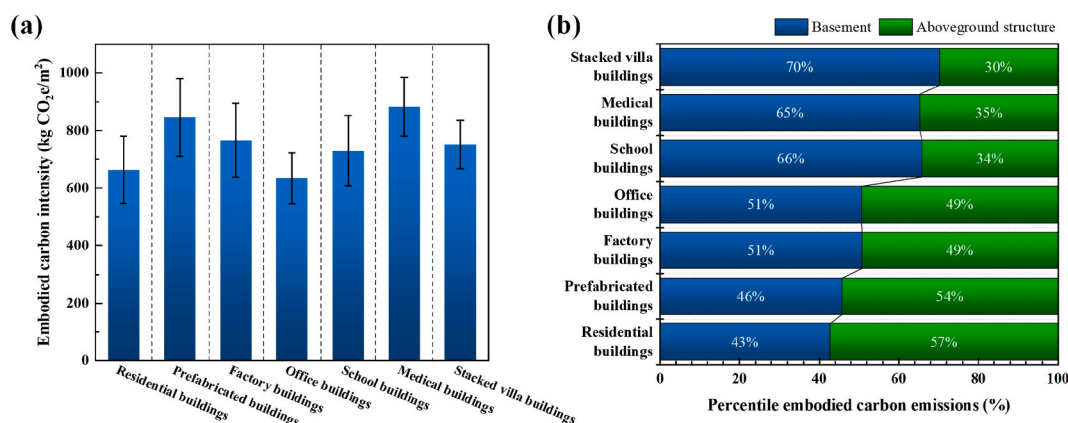 (a)
Embodied carbon intensity (kg CO₂e/m²)
1000
800
600
400
200
0
Residential buildings
Prefabricated buildings
Factory buildings
Office buildings
School buildings
Medical buildings
Stacked villa buildings
(b)
Basement
Aboveground structure
Stacked villa
buildings
70%
30%
Medical
buildings
65%
35%
School
buildings
66%
34%
Office
buildings
51%
49%
Factory
buildings
51%
49%
Prefabricated
buildings
46%
54%
Residential
buildings
43%
57%
0
20
40
60
80
100
Percentile embodied carbon emissions (%)